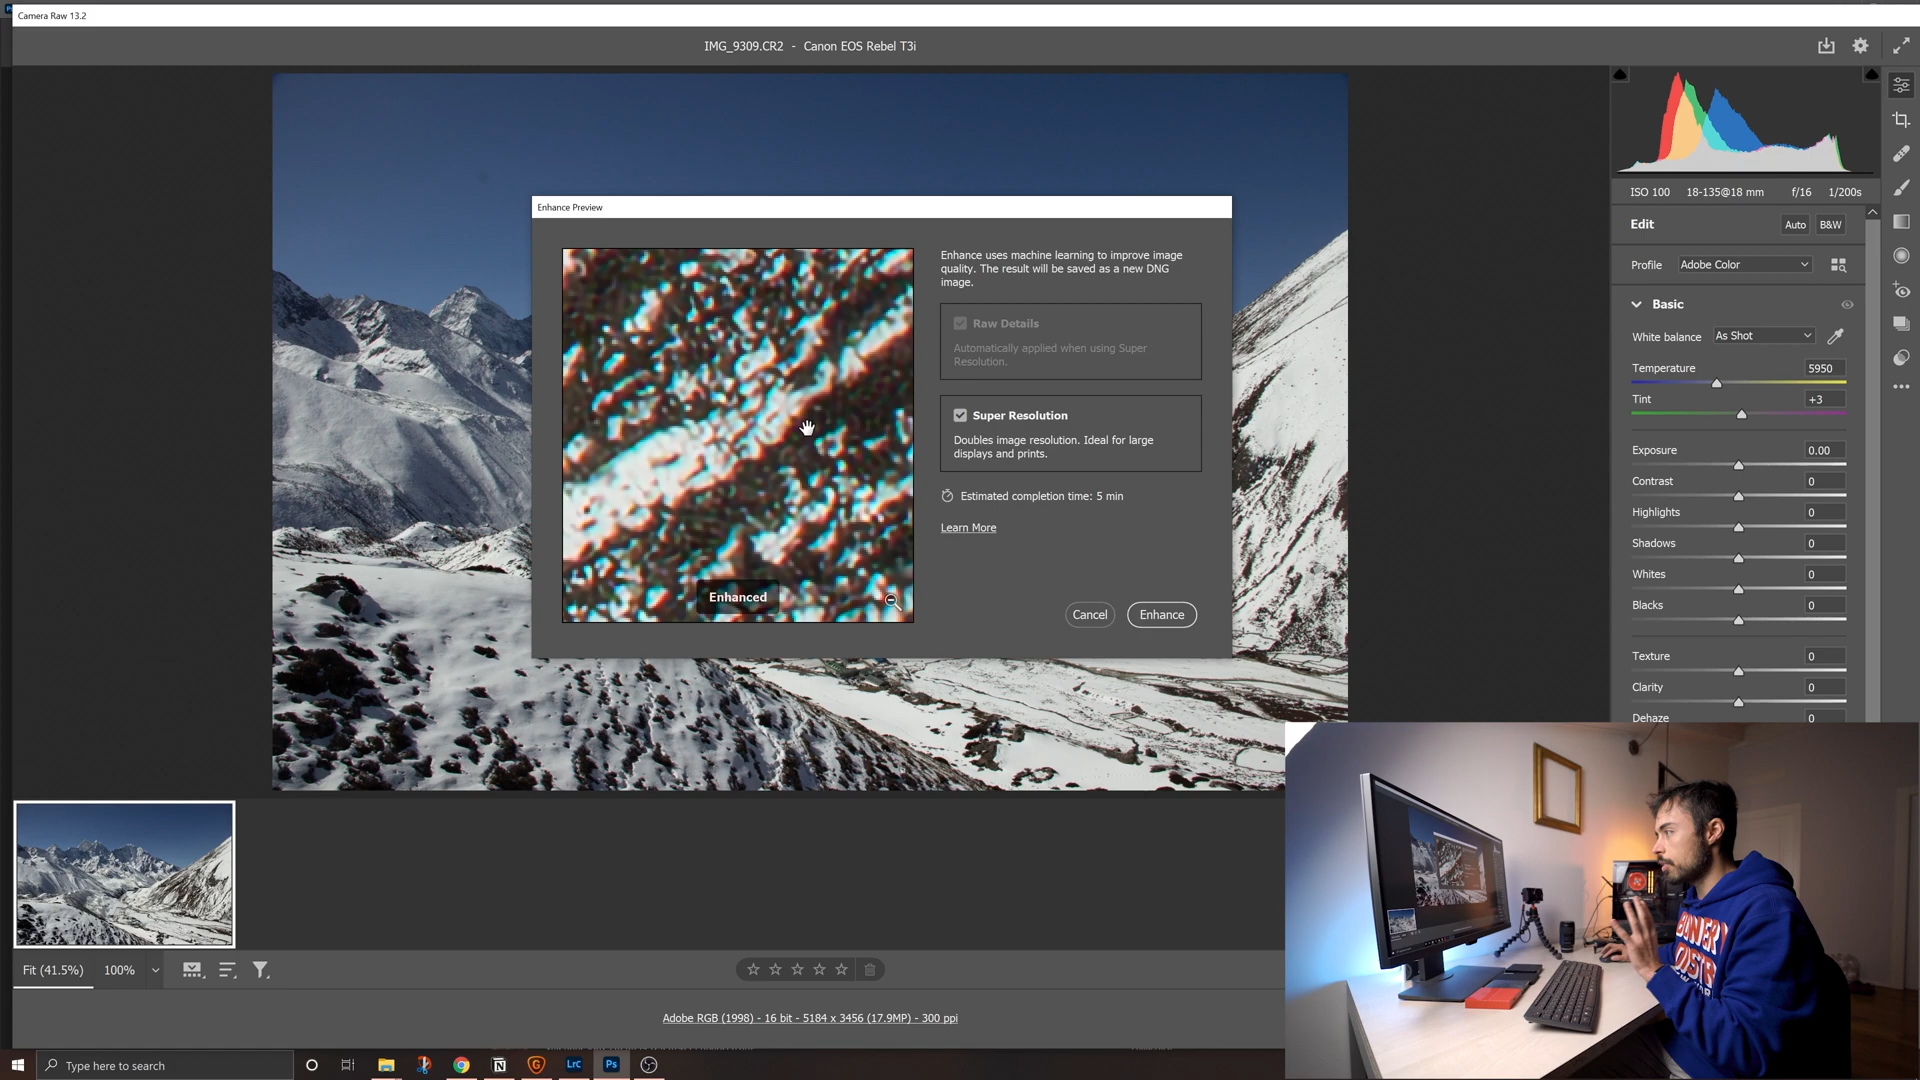 Camera Raw 13.2
IMG_9309.CR2 - Canon EOS Rebel T3i
ISO 100 18-135@18 mm f/16 1/200s
Edit Auto B&W
Profile Adobe Color
Basic
White balance As Shot
Temperature 5950
Tint +3
Exposure 0.00
Contrast 0
Highlights 0
Shadows 0
Whites 0
Blacks 0
Texture 0
Clarity 0
Dehaze 0
Enhance Preview
Enhance uses machine learning to improve image
quality. The result will be saved as a new DNG
image.
Raw Details
Automatically applied when using Super
Resolution.
Super Resolution
Doubles image resolution. Ideal for large
displays and prints.
Estimated completion time: 5 min
Learn More
Enhanced
Cancel Enhance
Fit (41.5%) 100%
Adobe RGB (1998) - 16 bit - 5184 x 3456 (17.9MP) - 300 ppi
Type here to search
LrC
Ps